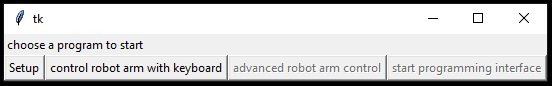 tk
choose a program to start
Setup control robot arm with keyboard advanced robot arm control start programming interface